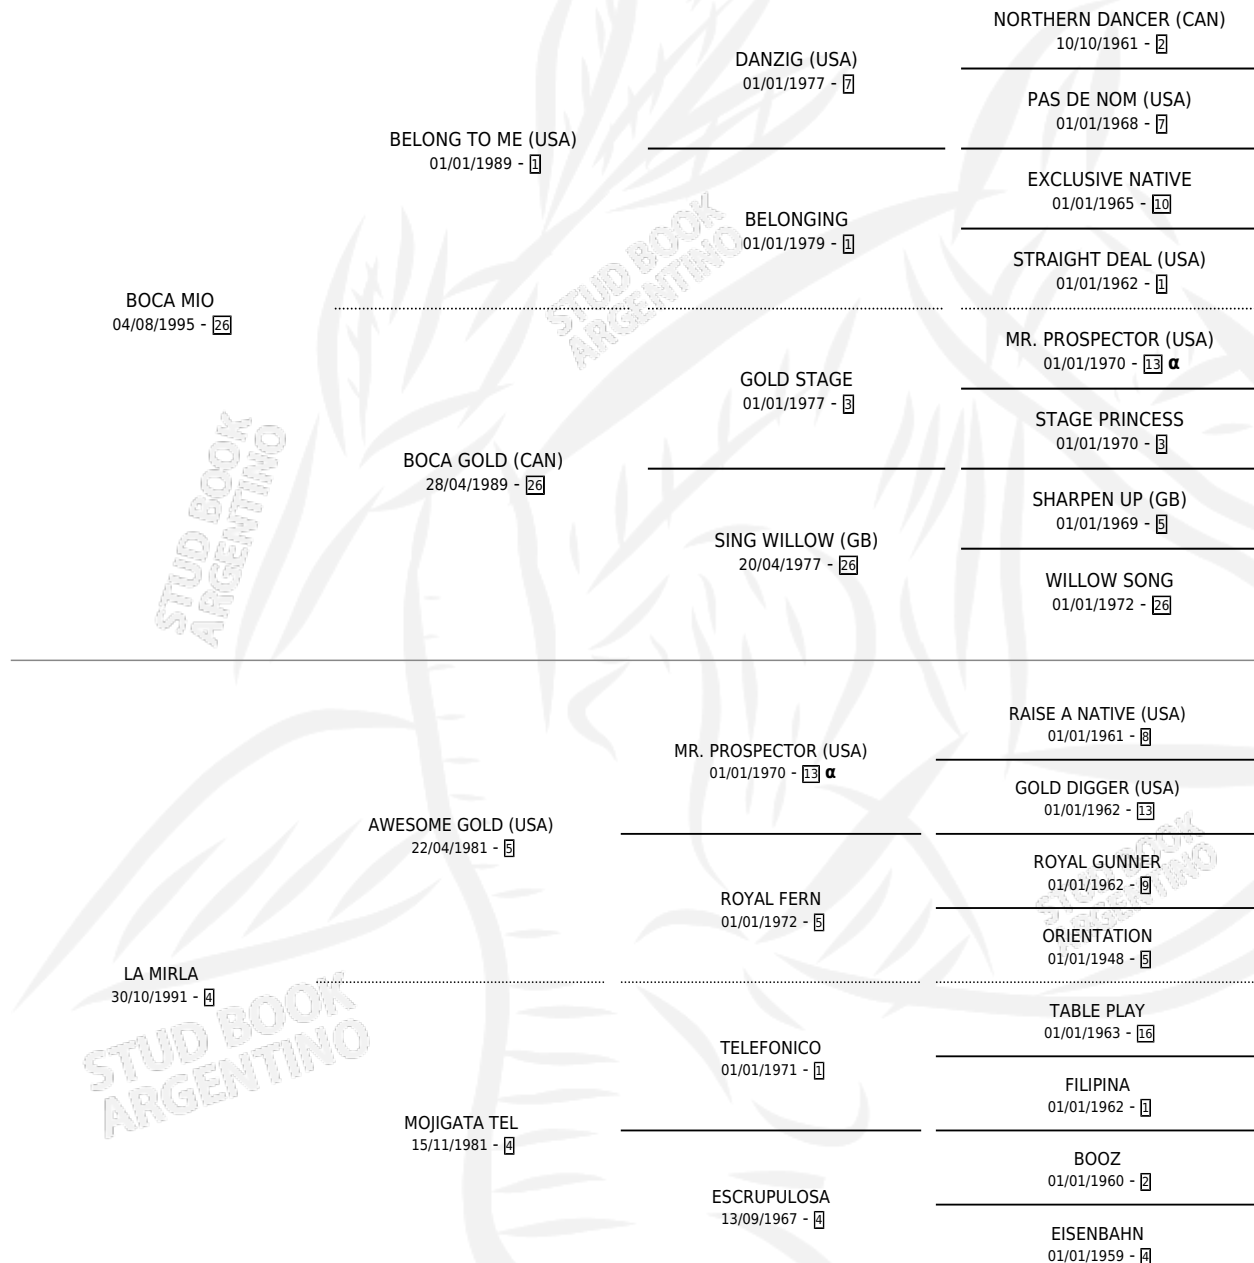 NORTHERN DANCER (CAN)
10/10/1961 - 2
DANZIG (USA)
01/01/1977 - 7
PAS DE NOM (USA)
01/01/1968 - 7
BELONG TO ME (USA)
01/01/1989 - 1
EXCLUSIVE NATIVE
01/01/1965 - 10
BELONGING
01/01/1979 - 1
STRAIGHT DEAL (USA)
01/01/1962 - 1
BOCA MIO
04/08/1995 - 26
MR. PROSPECTOR (USA)
01/01/1970 - 13 α
GOLD STAGE
01/01/1977 - 3
STAGE PRINCESS
01/01/1970 - 3
BOCA GOLD (CAN)
28/04/1989 - 26
SHARPEN UP (GB)
01/01/1969 - 5
SING WILLOW (GB)
20/04/1977 - 26
WILLOW SONG
01/01/1972 - 26
RAISE A NATIVE (USA)
01/01/1961 - 8
MR. PROSPECTOR (USA)
01/01/1970 - 13 α
GOLD DIGGER (USA)
01/01/1962 - 13
AWESOME GOLD (USA)
22/04/1981 - 5
ROYAL GUNNER
01/01/1962 - 9
ROYAL FERN
01/01/1972 - 5
ORIENTATION
01/01/1948 - 5
LA MIRLA
30/10/1991 - 4
TABLE PLAY
01/01/1963 - 16
TELEFONICO
01/01/1971 - 1
FILIPINA
01/01/1962 - 1
MOJIGATA TEL
15/11/1981 - 4
BOOZ
01/01/1960 - 2
ESCRUPULOSA
13/09/1967 - 4
EISENBAHN
01/01/1959 - 4
STUD BOOK
ARGENTINO
STUD BOOK
ARGENTINO
STUD BOOK
ARGENTINO
STUD BOOK
ARGENTINO